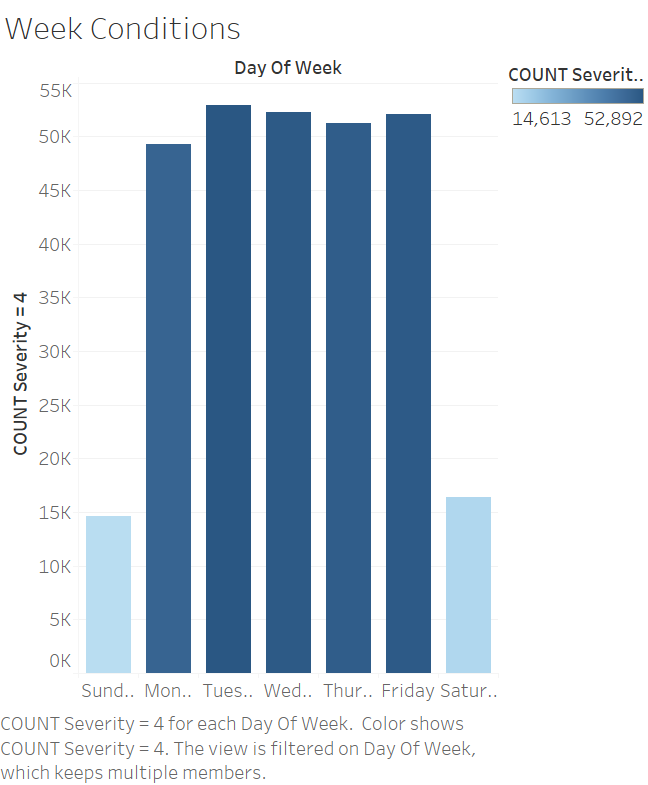 Week Conditions
Day Of Week
COUNT Severit..
14,613 52,892
COUNT Severity = 4
55K
50K
45K
40K
35K
30K
25K
20K
15K
10K
5K
0K
Sund.. Mon.. Tues.. Wed.. Thur.. Friday Satur..
COUNT Severity = 4 for each Day Of Week. Color shows
COUNT Severity = 4. The view is filtered on Day Of Week,
which keeps multiple members.